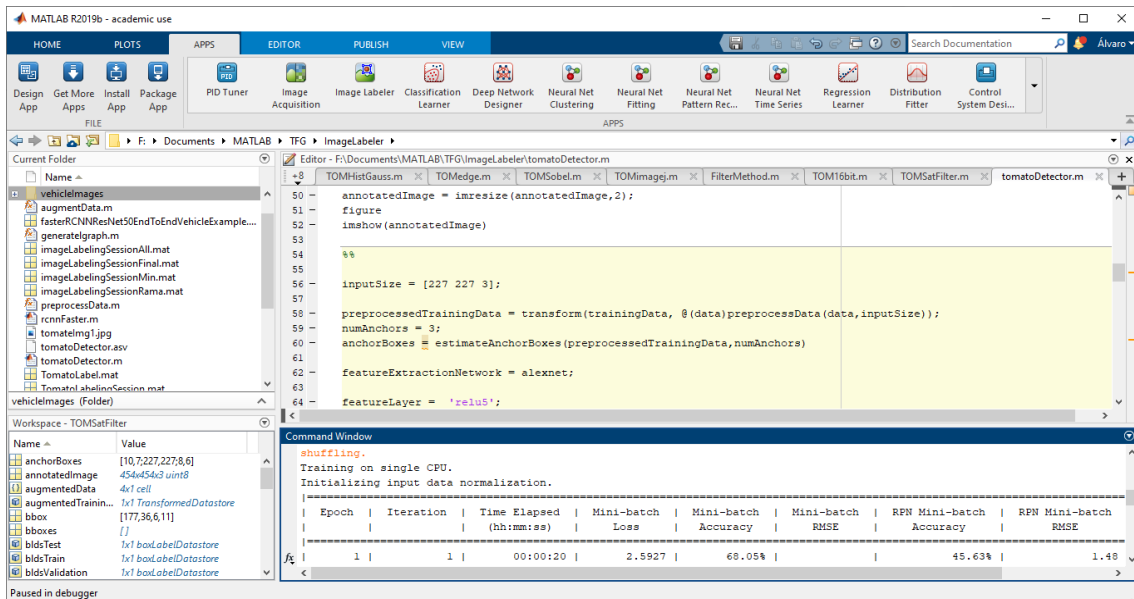 MATLAB R2019b - academic use
HOME PLOTS APPS EDITOR PUBLISH VIEW Search Documentation Álvaro
Design App
Get More Apps
Install App
Package App
PID
PID Tuner
Image Acquisition
Image Labeler
Classification Learner
Deep Network Designer
Neural Net Clustering
Neural Net Fitting
Neural Net Pattern Rec...
Neural Net Time Series
Regression Learner
Distribution Fitter
Control System Desi...
FILE APPS
F: Documents MATLAB TFG ImageLabeler
Current Folder
Name
vehicleImages
augmentData.m
fasterRCNNResNet50EndToEndVehicleExample....
generateIgraph.m
imageLabelingSessionAll.mat
imageLabelingSessionFinal.mat
imageLabelingSessionMin.mat
imageLabelingSessionRama.mat
preprocessData.m
rcnnFaster.m
tomateImg1.jpg
tomatoDetector.asv
tomatoDetector.m
TomatoLabel.mat
TomatoLabelingSession.mat
vehicleImages (Folder)
Workspace - TOMSatFilter
Name Value
anchorBoxes [10,7;227,227;8,6]
annotatedImage 454x454x3 uint8
augmentedData 4x1 cell
augmentedTrainin... 1x1 TransformedDatastore
bbox [177,36,6,11]
bboxes []
bldsTest 1x1 boxLabelDatastore
bldsTrain 1x1 boxLabelDatastore
bldsValidation 1x1 boxLabelDatastore
Editor - F:\Documents\MATLAB\TFG\ImageLabeler\tomatoDetector.m
+8 TOMHistGauss.m TOMedge.m TOMSobel.m TOMimagej.m FilterMethod.m TOM16bit.m TOMSatFilter.m tomatoDetector.m
50 - annotatedImage = imresize(annotatedImage,2);
51 - figure
52 - imshow(annotatedImage)
53
54 %%
55
56 - inputSize = [227 227 3];
57
58 - preprocessedTrainingData = transform(trainingData, @(data)preprocessData(data,inputSize));
59 - numAnchors = 3;
60 - anchorBoxes = estimateAnchorBoxes(preprocessedTrainingData,numAnchors)
61
62 - featureExtractionNetwork = alexnet;
63
64 - featureLayer = 'relu5';
Command Window
shuffling.
Training on single CPU.
Initializing input data normalization.
|==========================================================|
| Epoch | Iteration | Time Elapsed | Mini-batch | Mini-batch | Mini-batch | RPN Mini-batch | RPN Mini-batch
| | | (hh:mm:ss) | Loss | Accuracy | RMSE | Accuracy | RMSE
|==========================================================|
fx | 1 | 1 | 00:00:20 | 2.5927 | 68.05% | | 45.63% | 1.48
Paused in debugger